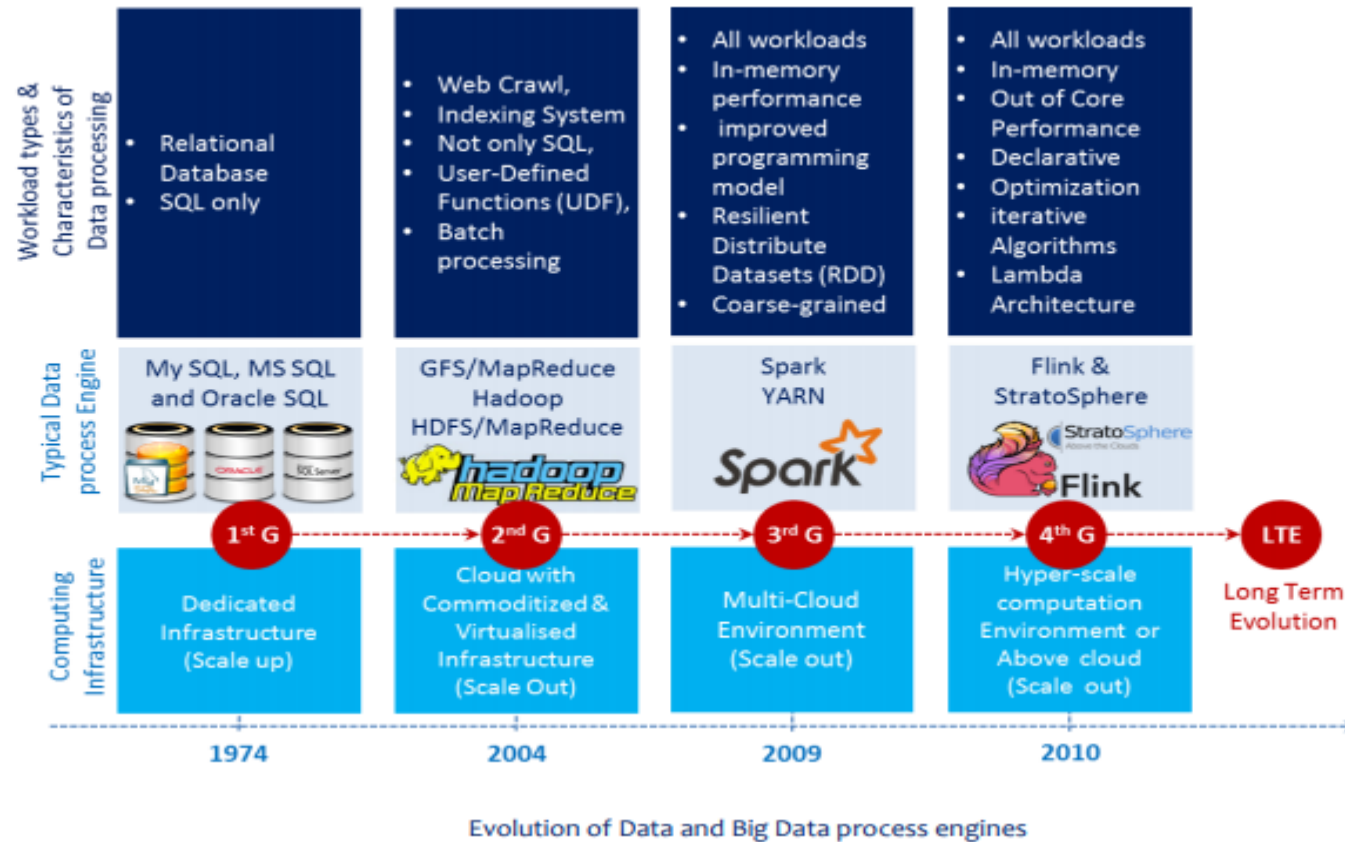 Workload types &
Characteristics of
Data processing
• Relational
Database
• SQL only
• Web Crawl,
• Indexing System
• Not only SQL,
• User-Defined
Functions (UDF),
• Batch
processing
• All workloads
• In-memory
performance
• improved
programming
model
• Resilient
Distribute
Datasets (RDD)
• Coarse-grained
• All workloads
• In-memory
• Out of Core
Performance
• Declarative
• Optimization
• iterative
Algorithms
• Lambda
Architecture
Typical Data
process Engine
My SQL, MS SQL
and Oracle SQL
ORACLE
SQL Server
GFS/MapReduce
Hadoop
HDFS/MapReduce
hadoop
Map Reduce
Spark
YARN
Spark
Flink &
StratoSphere
StratoSphere
Above the Clouds
Flink
1st G
2nd G
3rd G
4th G
LTE
Long Term
Evolution
Computing
Infrastructure
Dedicated
Infrastructure
(Scale up)
Cloud with
Commoditized &
Virtualised
Infrastructure
(Scale Out)
Multi-Cloud
Environment
(Scale out)
Hyper-scale
computation
Environment or
Above cloud
(Scale out)
1974
2004
2009
2010
Evolution of Data and Big Data process engines